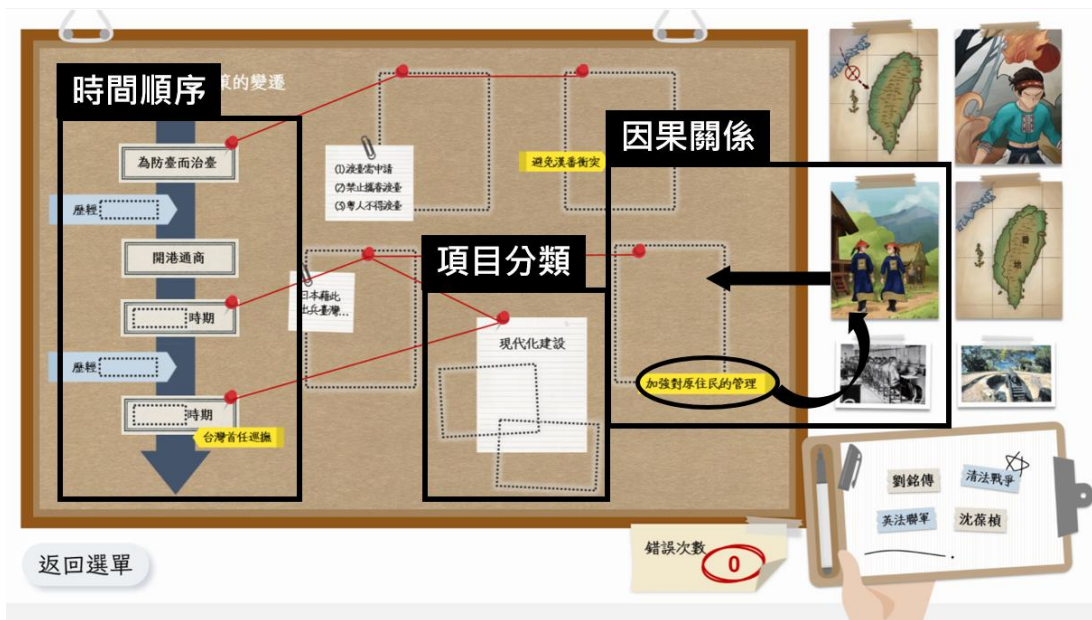 時間順序
策的變遷
為防臺而治臺
歷經
開港通商
時期
歷經
時期
台灣首任巡撫
(1)渡臺需申請
(2)禁止攜眷渡臺
(3)粵人不得渡臺
避免漢番衝突
因果關係
日本藉此
出兵臺灣...
項目分類
現代化建設
加強對原住民的管理
劉銘傳
清法戰爭
英法聯軍
沈葆楨
錯誤次數
0
返回選單